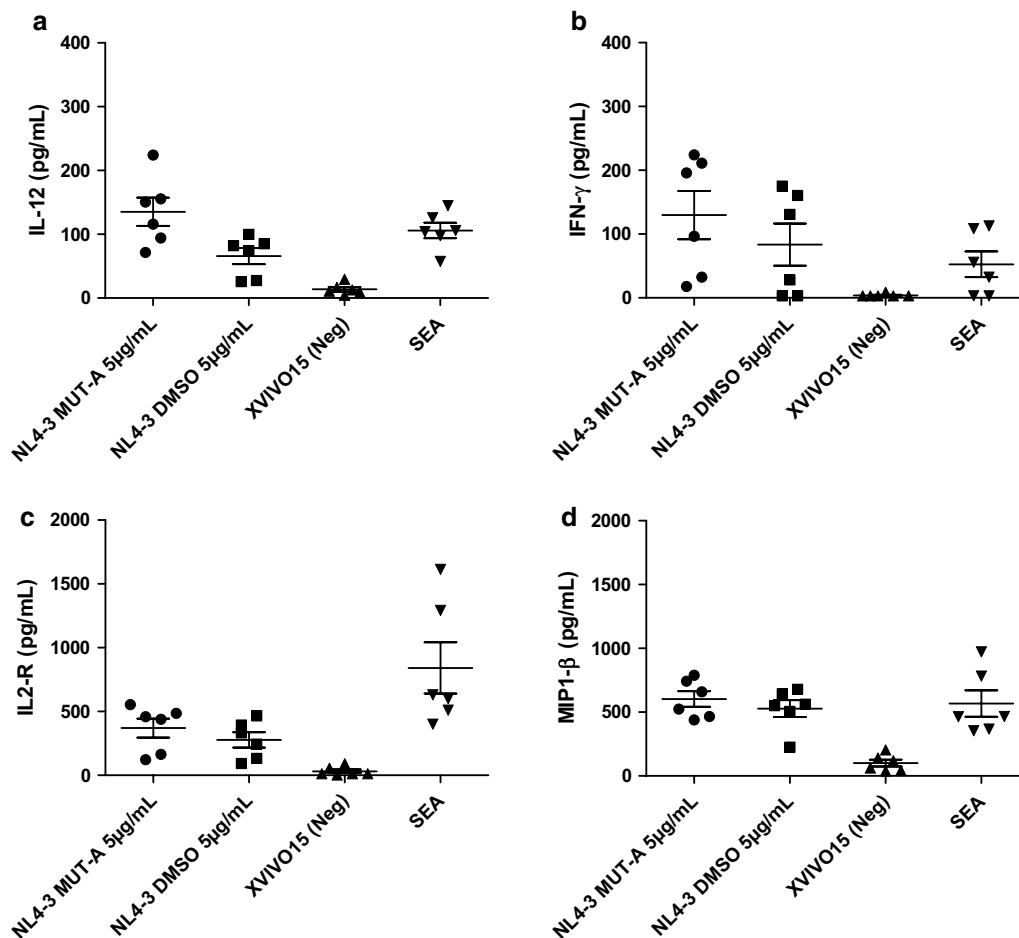 a
b
400
300
200
100
0
IL-12 (pg/mL)
NL4-3 MUT-A 5µg/mL
NL4-3 DMSO 5µg/mL
XVIVO15 (Neg)
SEA
400
300
200
100
0
IFN-γ (pg/mL)
NL4-3 MUT-A 5µg/mL
NL4-3 DMSO 5µg/mL
XVIVO15 (Neg)
SEA
c
d
2000
1500
1000
500
0
IL2-R (pg/mL)
NL4-3 MUT-A 5µg/mL
NL4-3 DMSO 5µg/mL
XVIVO15 (Neg)
SEA
2000
1500
1000
500
0
MIP1-β (pg/mL)
NL4-3 MUT-A 5µg/mL
NL4-3 DMSO 5µg/mL
XVIVO15 (Neg)
SEA